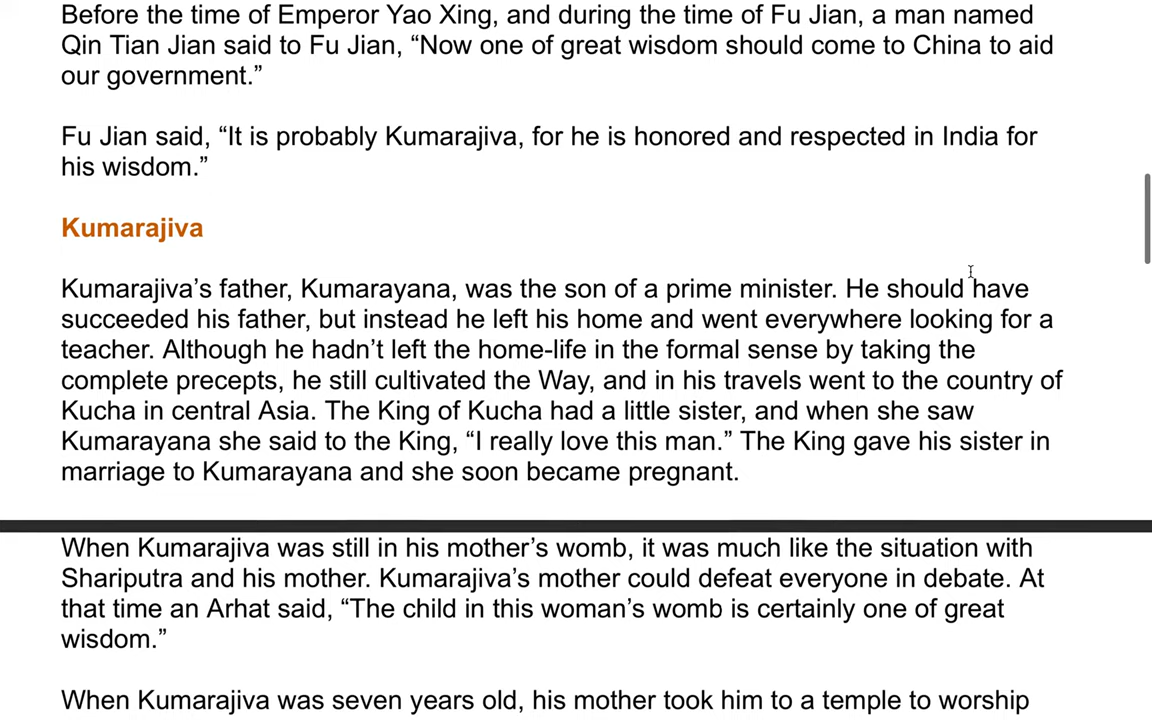 Before the time of Emperor Yao Xing, and during the time of Fu Jian, a man named
Qin Tian Jian said to Fu Jian, “Now one of great wisdom should come to China to aid
our government.”
Fu Jian said, “It is probably Kumarajiva, for he is honored and respected in India for
his wisdom.”
Kumarajiva
Kumarajiva’s father, Kumarayana, was the son of a prime minister. He should have
succeeded his father, but instead he left his home and went everywhere looking for a
teacher. Although he hadn’t left the home-life in the formal sense by taking the
complete precepts, he still cultivated the Way, and in his travels went to the country of
Kucha in central Asia. The King of Kucha had a little sister, and when she saw
Kumarayana she said to the King, “I really love this man.” The King gave his sister in
marriage to Kumarayana and she soon became pregnant.
When Kumarajiva was still in his mother’s womb, it was much like the situation with
Shariputra and his mother. Kumarajiva’s mother could defeat everyone in debate. At
that time an Arhat said, “The child in this woman’s womb is certainly one of great
wisdom.”
When Kumarajiva was seven years old, his mother took him to a temple to worship